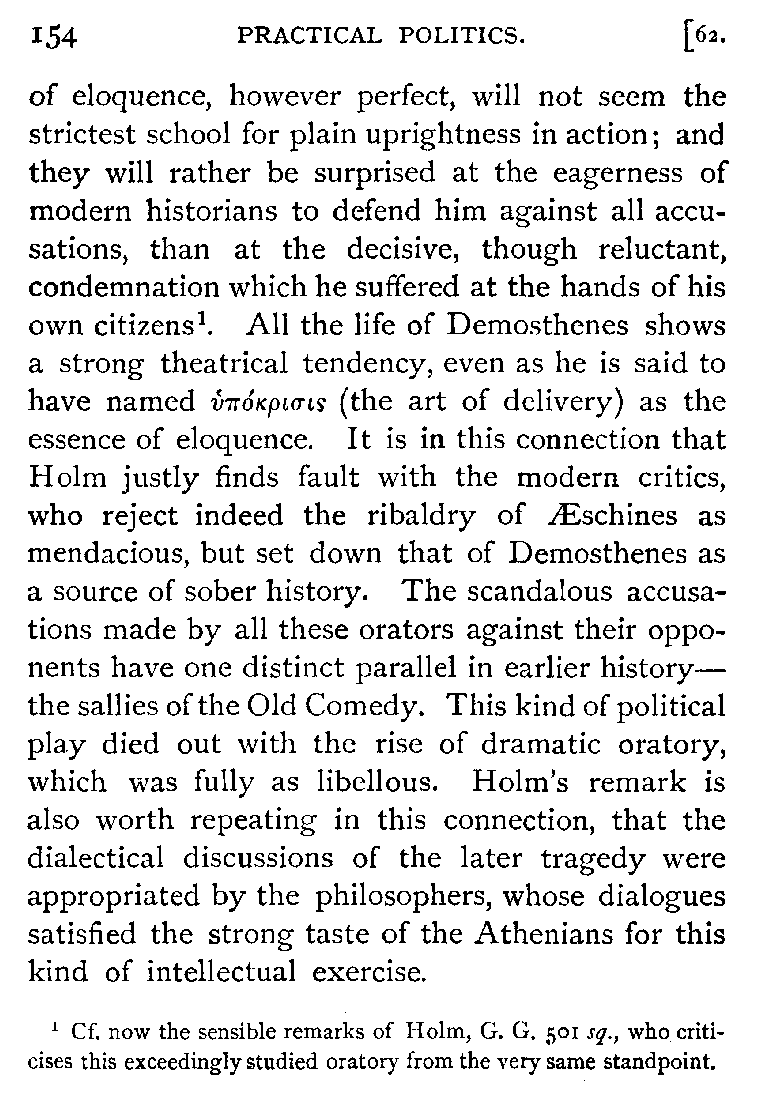 154 PRACTICAL POLITICS. [62.
of eloquence, however perfect, will not seem the
strictest school for plain uprightness in action; and
they will rather be surprised at the eagerness of
modern historians to defend him against all accu-
sations, than at the decisive, though reluctant,
condemnation which he suffered at the hands of his
own citizens¹. All the life of Demosthenes shows
a strong theatrical tendency, even as he is said to
have named ὑπόκρισις (the art of delivery) as the
essence of eloquence. It is in this connection that
Holm justly finds fault with the modern critics,
who reject indeed the ribaldry of Æschines as
mendacious, but set down that of Demosthenes as
a source of sober history. The scandalous accusa-
tions made by all these orators against their oppo-
nents have one distinct parallel in earlier history—
the sallies of the Old Comedy. This kind of political
play died out with the rise of dramatic oratory,
which was fully as libellous. Holm's remark is
also worth repeating in this connection, that the
dialectical discussions of the later tragedy were
appropriated by the philosophers, whose dialogues
satisfied the strong taste of the Athenians for this
kind of intellectual exercise.
¹ Cf. now the sensible remarks of Holm, G. G. 501 sq., who criti-
cises this exceedingly studied oratory from the very same standpoint.